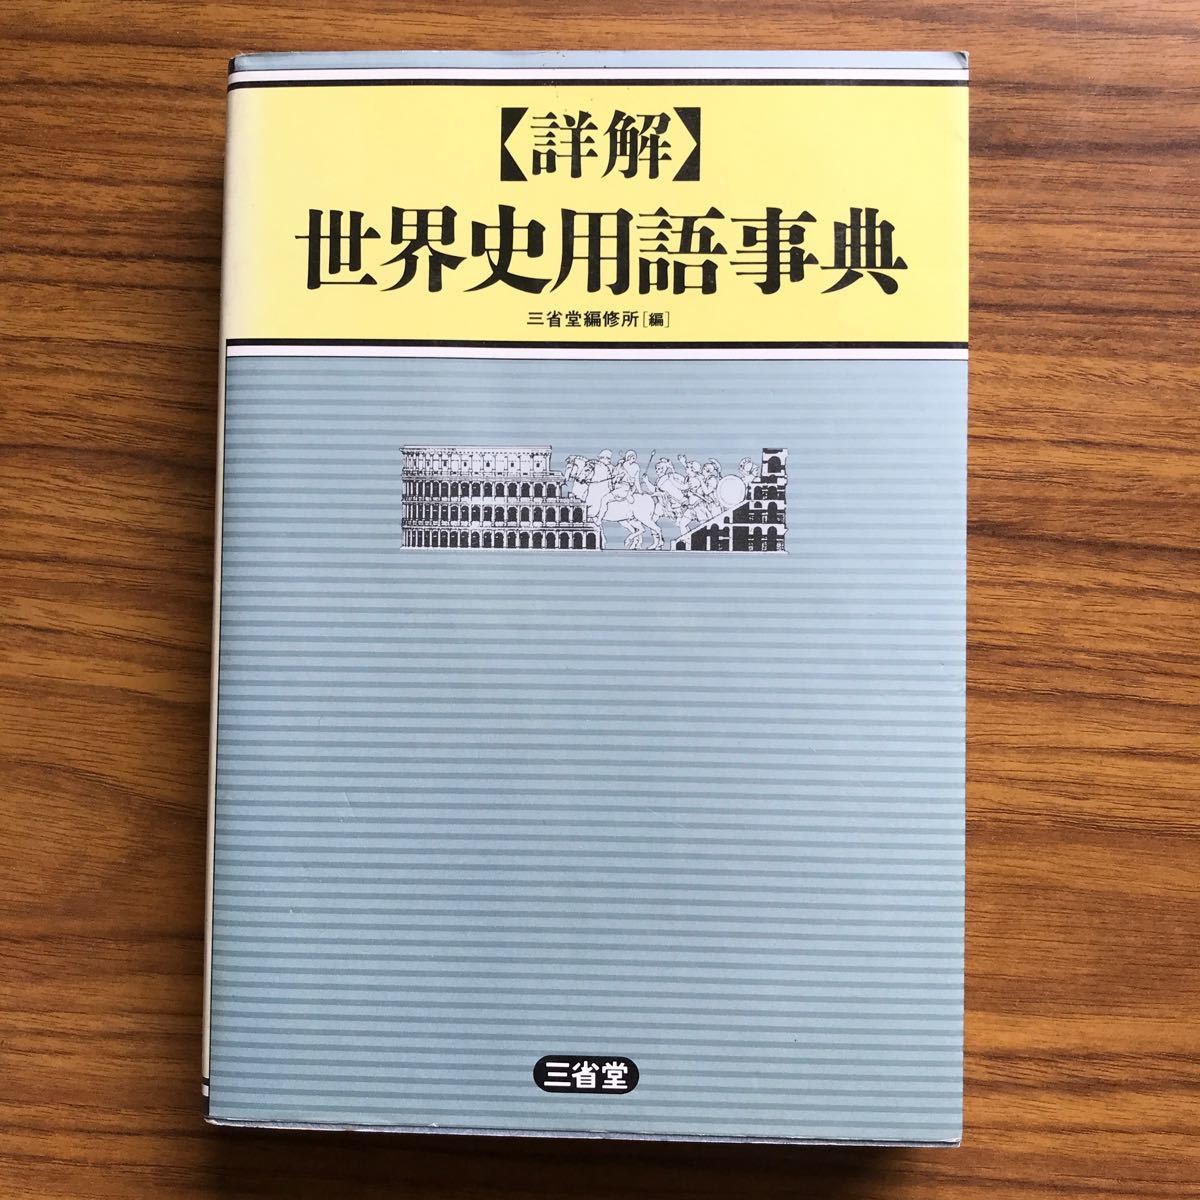 【詳解】
世界史用語事典
三省堂編修所[編]
三省堂